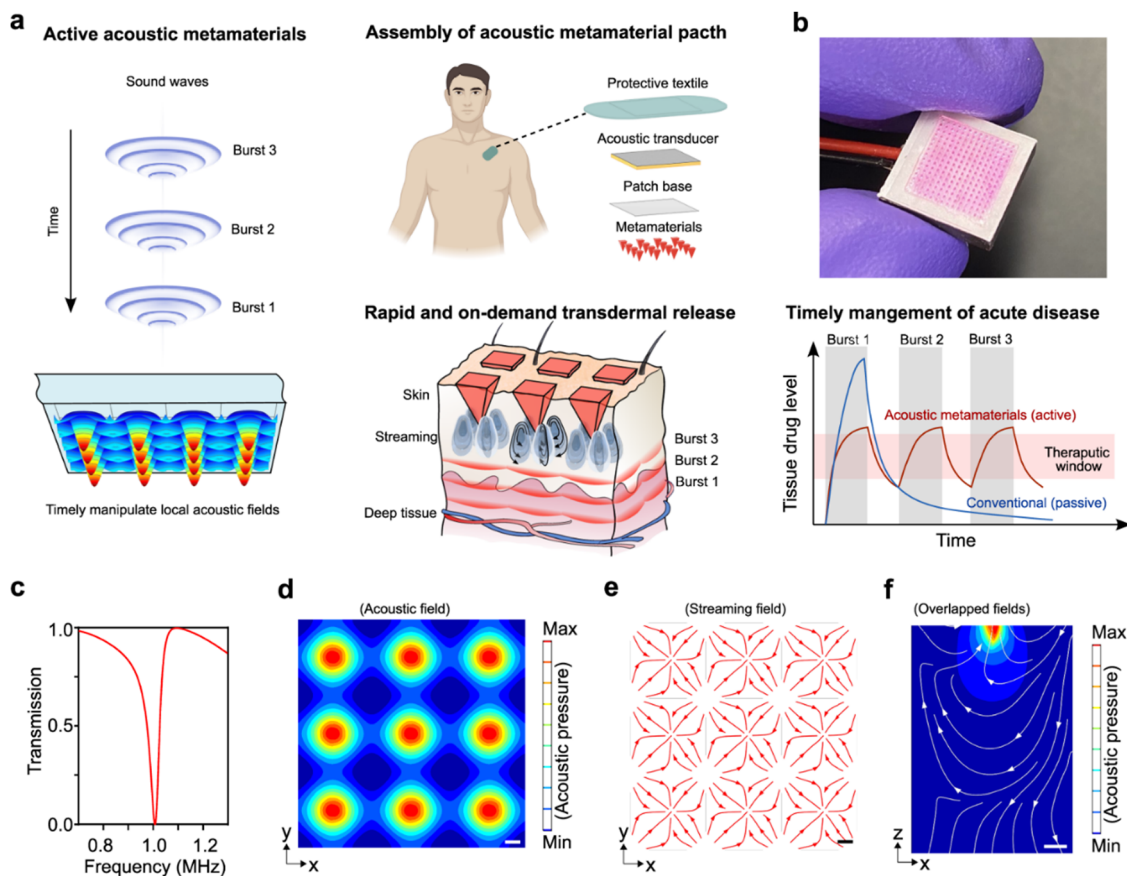 a
Active acoustic metamaterials
Sound waves
Time
Burst 3
Burst 2
Burst 1
Timely manipulate local acoustic fields
Assembly of acoustic metamaterial pacth
Protective textile
Acoustic transducer
Patch base
Metamaterials
Rapid and on-demand transdermal release
Skin
Streaming
Deep tissue
Burst 3
Burst 2
Burst 1
b
Timely mangement of acute disease
Burst 1
Burst 2
Burst 3
Tissue drug level
Acoustic metamaterials (active)
Theraputic
window
Conventional (passive)
Time
c
Transmission
1.0
0.5
0.0
0.8
1.0
1.2
Frequency (MHz)
d
(Acoustic field)
Max
(Acoustic pressure)
Min
y
x
e
(Streaming field)
y
x
f
(Overlapped fields)
Max
(Acoustic pressure)
Min
z
x